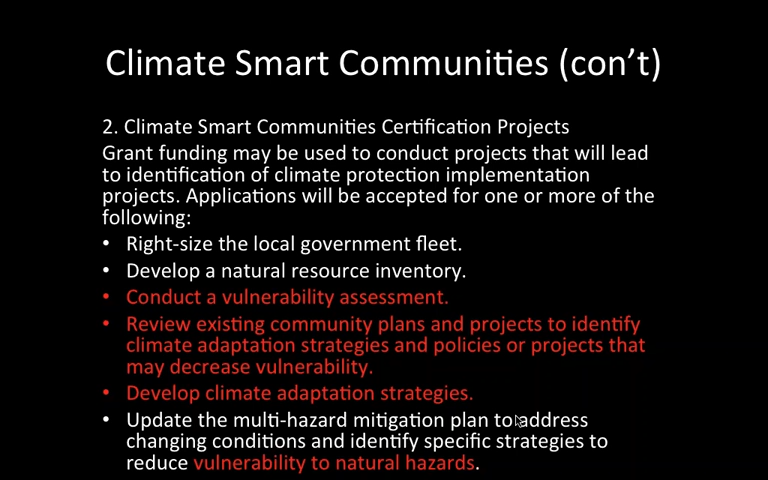 Climate Smart Communities (con’t)
2. Climate Smart Communities Certification Projects
Grant funding may be used to conduct projects that will lead
to identification of climate protection implementation
projects. Applications will be accepted for one or more of the
following:
• Right-size the local government fleet.
• Develop a natural resource inventory.
• Conduct a vulnerability assessment.
• Review existing community plans and projects to identify
climate adaptation strategies and policies or projects that
may decrease vulnerability.
• Develop climate adaptation strategies.
• Update the multi-hazard mitigation plan to address
changing conditions and identify specific strategies to
reduce vulnerability to natural hazards.